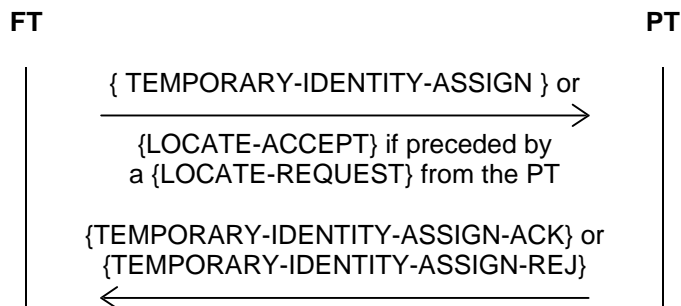 FT PT
{ TEMPORARY-IDENTITY-ASSIGN } or
{LOCATE-ACCEPT} if preceded by
a {LOCATE-REQUEST} from the PT
{TEMPORARY-IDENTITY-ASSIGN-ACK} or
{TEMPORARY-IDENTITY-ASSIGN-REJ}